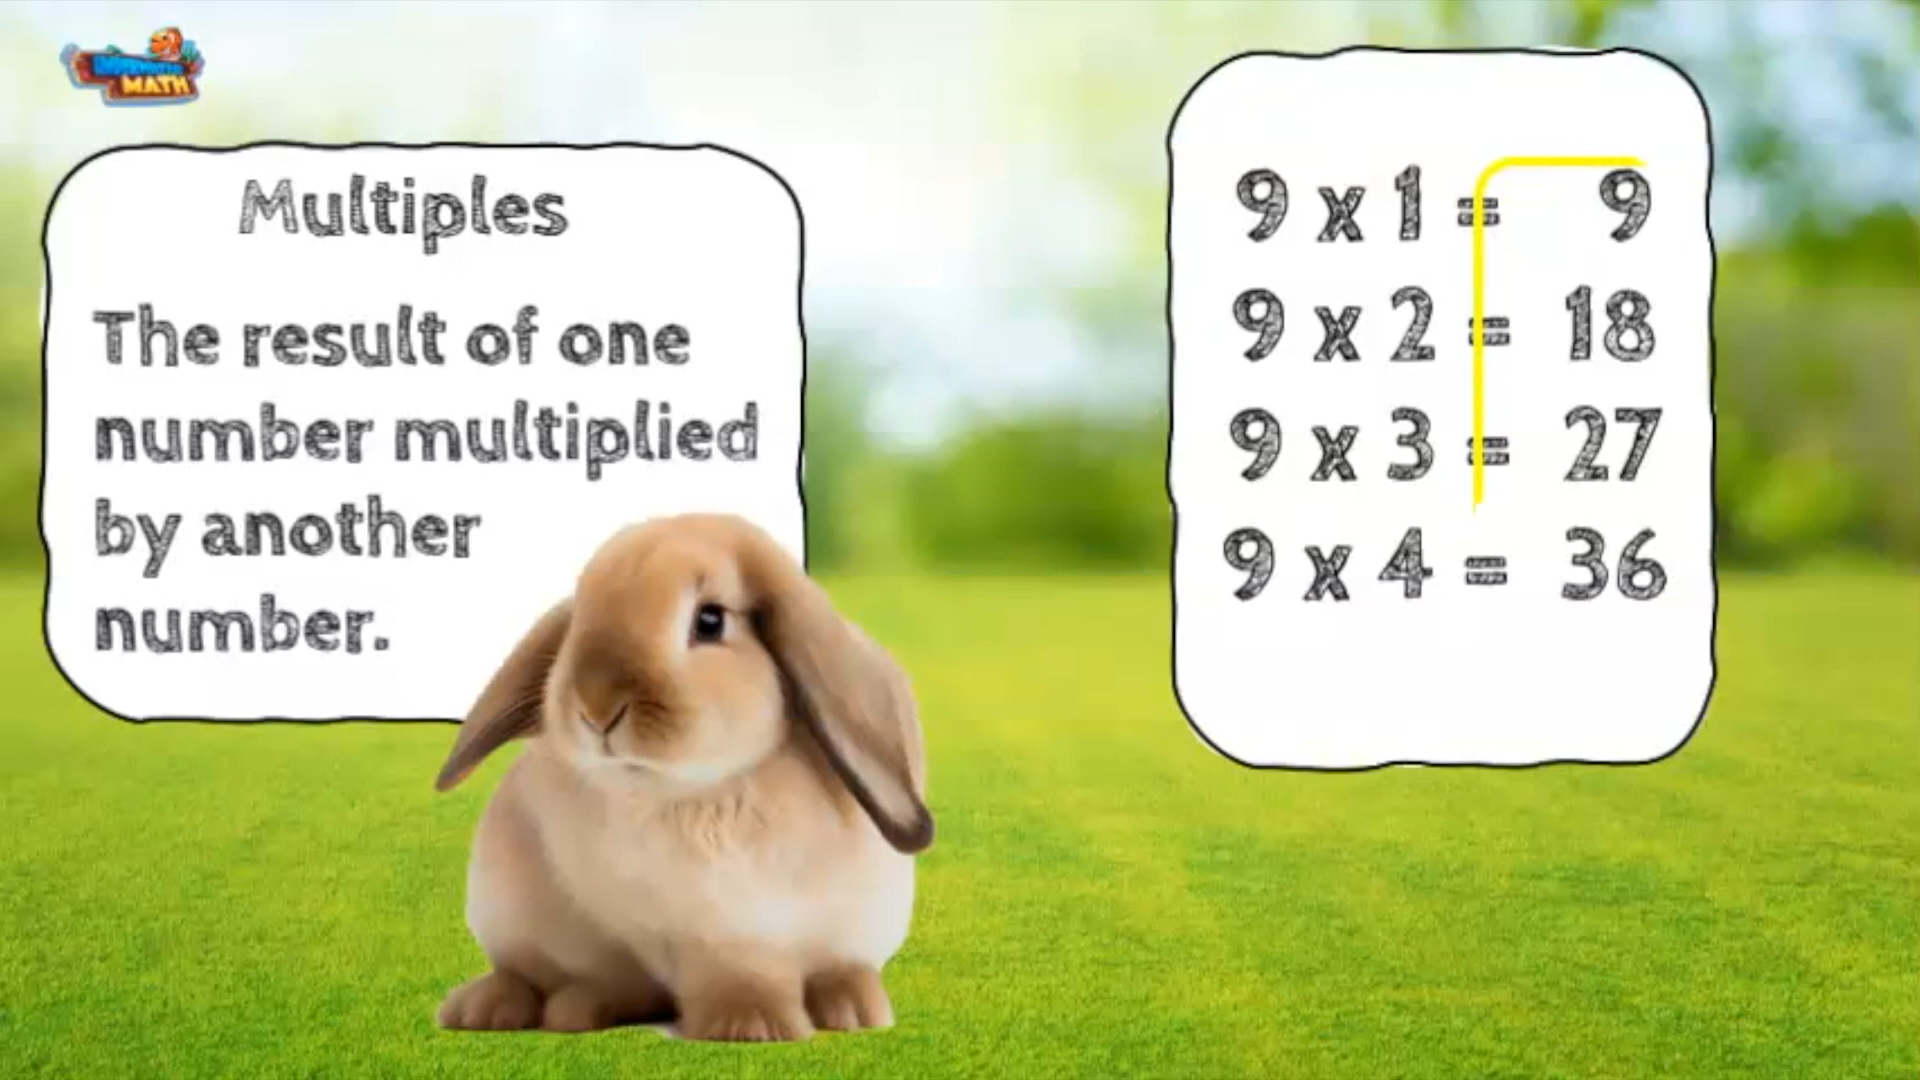 MATH
Multiples
The result of one
number multiplied
by another
number.
9 x 1 = 9
9 x 2 = 18
9 x 3 = 27
9 x 4 = 36